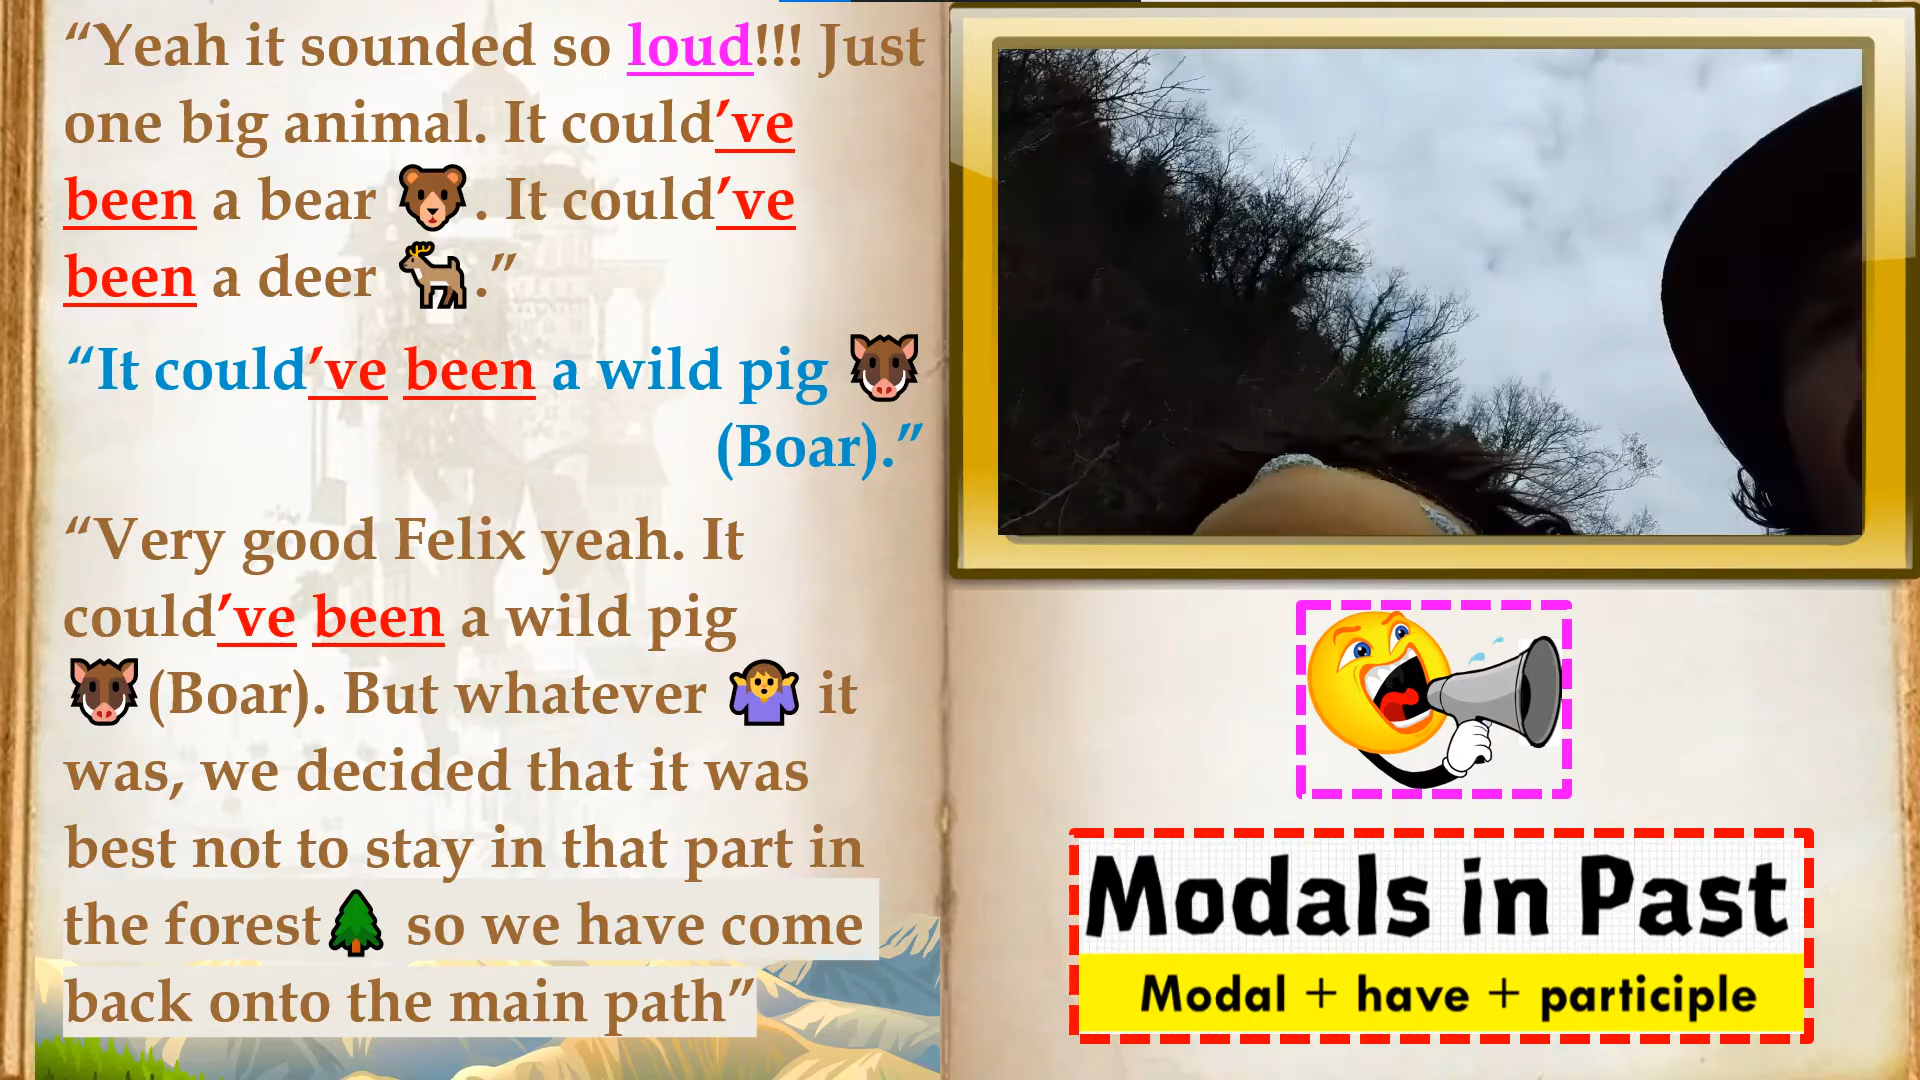 “Yeah it sounded so loud!!! Just
one big animal. It could’ve
been a bear 🐻. It could’ve
been a deer 🦌.”
“It could’ve been a wild pig 🐗
(Boar).”
“Very good Felix yeah. It
could’ve been a wild pig
🐗(Boar). But whatever 🤷‍♀️ it
was, we decided that it was
best not to stay in that part in
the forest🌲 so we have come
back onto the main path”
Modals in Past
Modal + have + participle